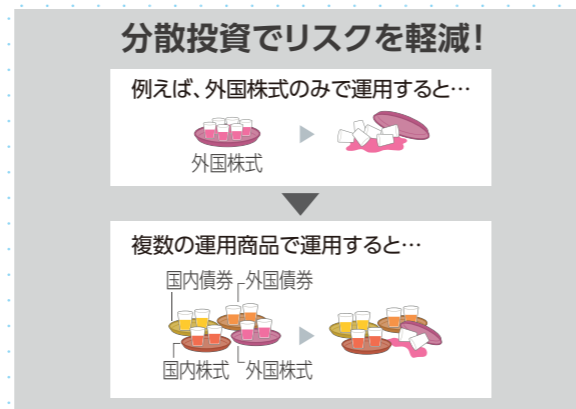 分散投資でリスクを軽減!
例えば、外国株式のみで運用すると…
外国株式
複数の運用商品で運用すると…
国内債券 外国債券
国内株式 外国株式